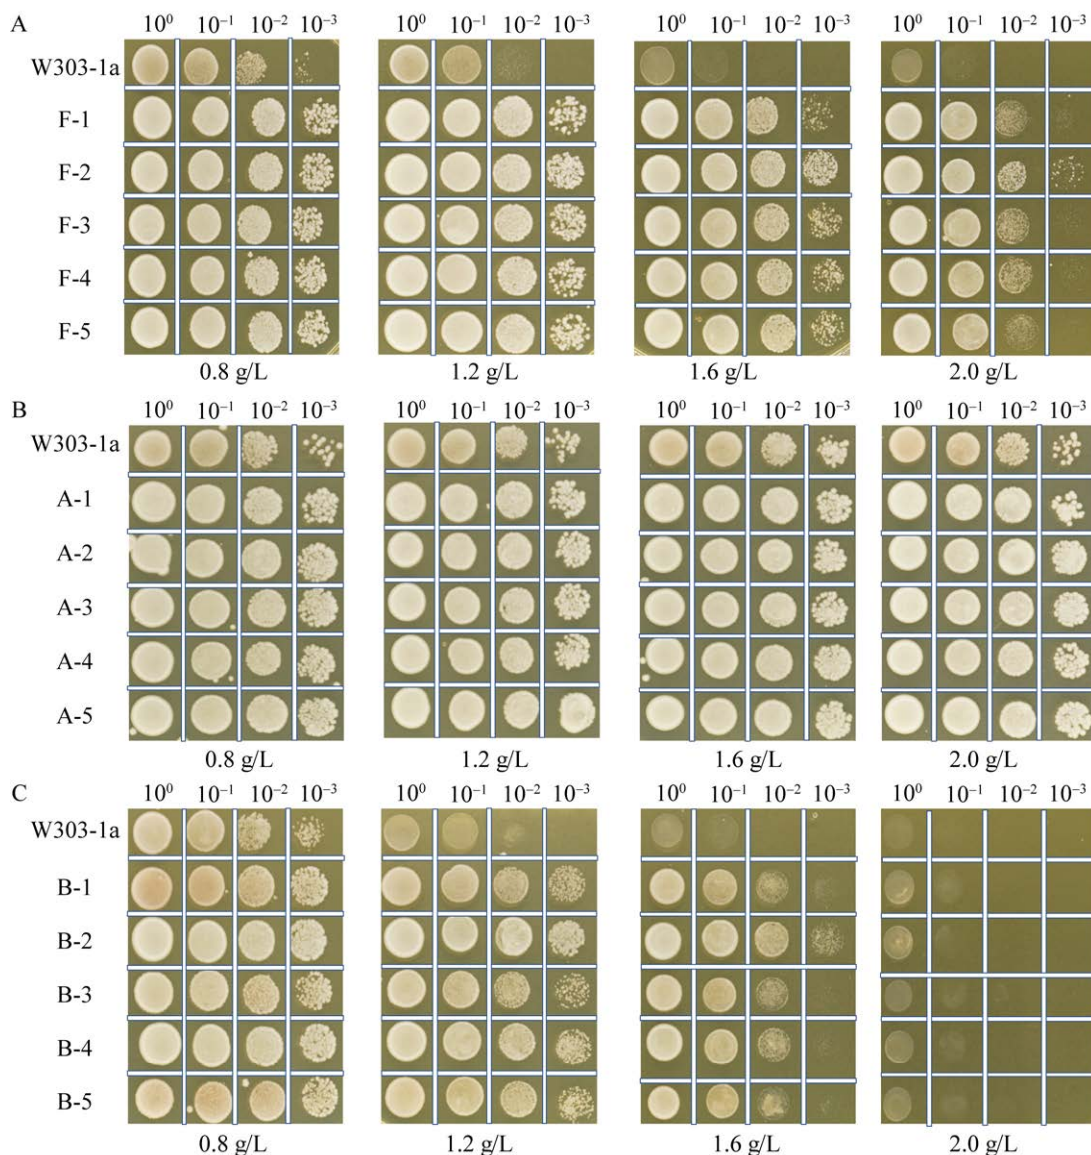 A 10⁰ 10⁻¹ 10⁻² 10⁻³ 10⁰ 10⁻¹ 10⁻² 10⁻³ 10⁰ 10⁻¹ 10⁻² 10⁻³ 10⁰ 10⁻¹ 10⁻² 10⁻³
W303-1a
F-1
F-2
F-3
F-4
F-5
0.8 g/L 1.2 g/L 1.6 g/L 2.0 g/L
B 10⁰ 10⁻¹ 10⁻² 10⁻³ 10⁰ 10⁻¹ 10⁻² 10⁻³ 10⁰ 10⁻¹ 10⁻² 10⁻³ 10⁰ 10⁻¹ 10⁻² 10⁻³
W303-1a
A-1
A-2
A-3
A-4
A-5
0.8 g/L 1.2 g/L 1.6 g/L 2.0 g/L
C 10⁰ 10⁻¹ 10⁻² 10⁻³ 10⁰ 10⁻¹ 10⁻² 10⁻³ 10⁰ 10⁻¹ 10⁻² 10⁻³ 10⁰ 10⁻¹ 10⁻² 10⁻³
W303-1a
B-1
B-2
B-3
B-4
B-5
0.8 g/L 1.2 g/L 1.6 g/L 2.0 g/L